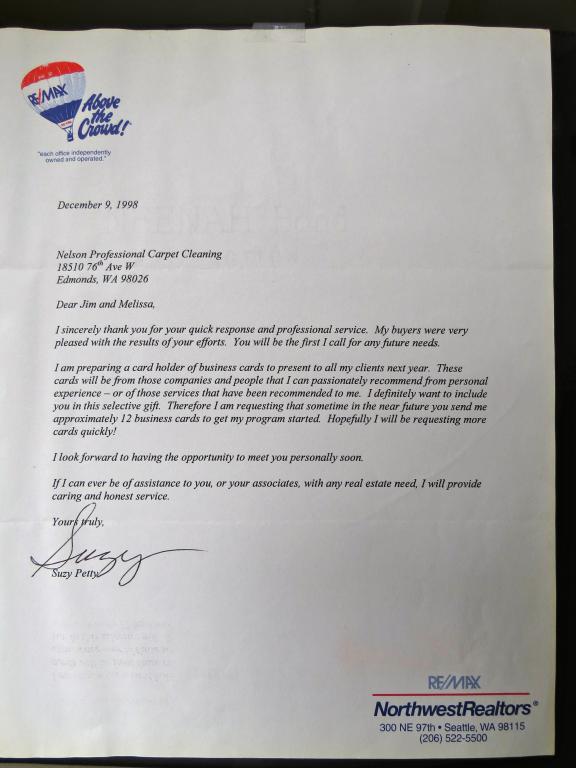 RE/MAX
Above
the
Crowd!
"each office independently
owned and operated."
December 9, 1998
Nelson Professional Carpet Cleaning
18510 76th Ave W
Edmonds, WA 98026
Dear Jim and Melissa,
I sincerely thank you for your quick response and professional service. My buyers were very
pleased with the results of your efforts. You will be the first I call for any future needs.
I am preparing a card holder of business cards to present to all my clients next year. These
cards will be from those companies and people that I can passionately recommend from personal
experience – or of those services that have been recommended to me. I definitely want to include
you in this selective gift. Therefore I am requesting that sometime in the near future you send me
approximately 12 business cards to get my program started. Hopefully I will be requesting more
cards quickly!
I look forward to having the opportunity to meet you personally soon.
If I can ever be of assistance to you, or your associates, with any real estate need, I will provide
caring and honest service.
Yours truly,
Suzy
Suzy Petty
RE/MAX
NorthwestRealtors®
300 NE 97th • Seattle, WA 98115
(206) 522-5500